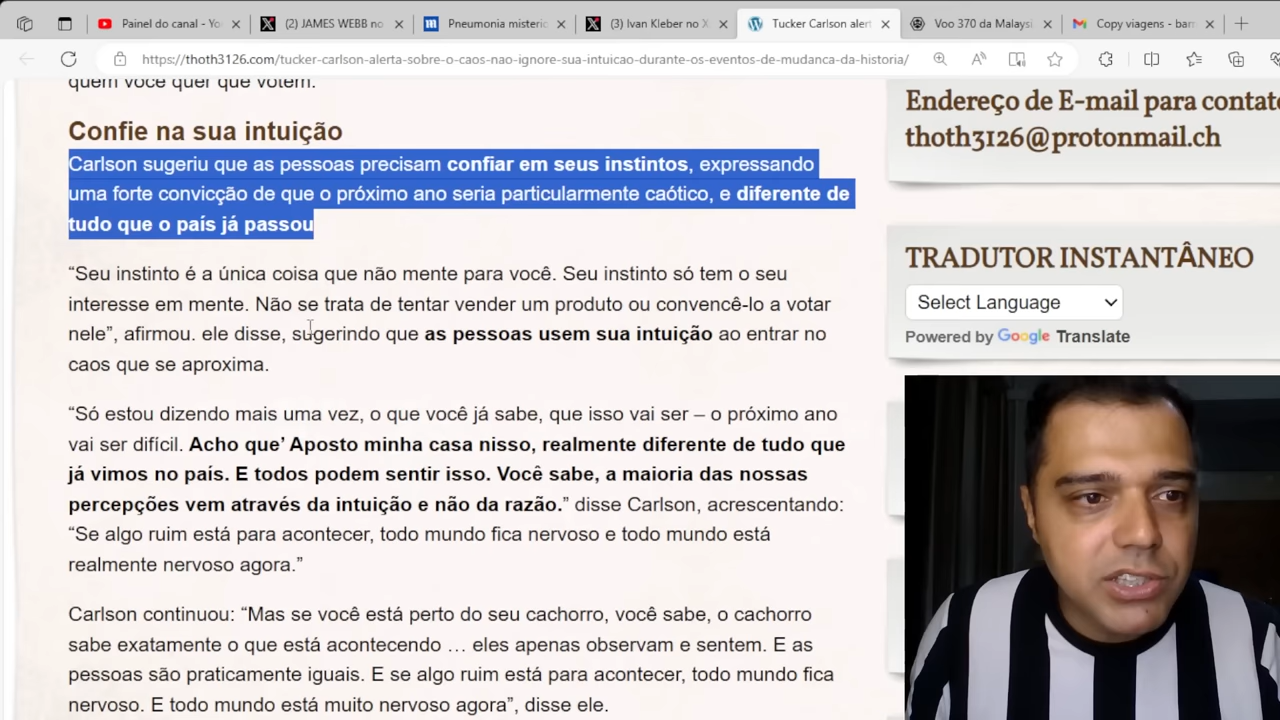 Painel do canal - Yo
(2) JAMES WEBB no
Pneumonia misterio
(3) Ivan Kleber no X
Tucker Carlson alert
Voo 370 da Malaysi
Copy viagens - barr
https://thoth3126.com/tucker-carlson-alerta-sobre-o-caos-nao-ignore-sua-intuicao-durante-os-eventos-de-mudanca-da-historia/
quem você quer que votem.
Confie na sua intuição
Carlson sugeriu que as pessoas precisam confiar em seus instintos, expressando
uma forte convicção de que o próximo ano seria particularmente caótico, e diferente de
tudo que o país já passou
“Seu instinto é a única coisa que não mente para você. Seu instinto só tem o seu
interesse em mente. Não se trata de tentar vender um produto ou convencê-lo a votar
nele”, afirmou. ele disse, sugerindo que as pessoas usem sua intuição ao entrar no
caos que se aproxima.
“Só estou dizendo mais uma vez, o que você já sabe, que isso vai ser – o próximo ano
vai ser difícil. Acho que’ Aposto minha casa nisso, realmente diferente de tudo que
já vimos no país. E todos podem sentir isso. Você sabe, a maioria das nossas
percepções vem através da intuição e não da razão.” disse Carlson, acrescentando:
“Se algo ruim está para acontecer, todo mundo fica nervoso e todo mundo está
realmente nervoso agora.”
Carlson continuou: “Mas se você está perto do seu cachorro, você sabe, o cachorro
sabe exatamente o que está acontecendo … eles apenas observam e sentem. E as
pessoas são praticamente iguais. E se algo ruim está para acontecer, todo mundo fica
nervoso. E todo mundo está muito nervoso agora”, disse ele.
Endereço de E-mail para contato
thoth3126@protonmail.ch
TRADUTOR INSTANTÂNEO
Select Language
Powered by Google Translate